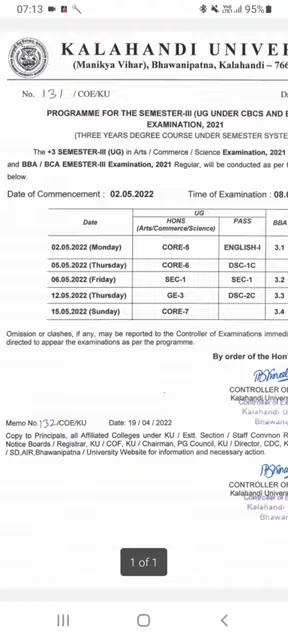 07:13
95%
KALAHANDI
(Manikya Vihar), Bhawanipatna, Kalahandi – 766
No. 131 /COE/KU
PROGRAMME FOR THE SEMESTER-III (UG UNDER CBCS AND
EXAMINATION, 2021
(THREE YEARS DEGREE COURSE UNDER SEMESTER
The +3 SEMESTER-III (UG) in Arts / Commerce / Science Examination, 2021
and BBA / BCA EMESTER-III Examination, 2021 Regular, will be conducted as per
below.
Date of Commencement : 02.05.2022 Time of Examination : 08.
UG
Date HONS (Arts/Commerce/Science) PASS BBA
02.05.2022 (Monday) CORE-5 ENGLISH-I 3.1
05.05.2022 (Thursday) CORE-6 DSC-1C
06.05.2022 (Friday) SEC-1 SEC-1 3.2
12.05.2022 (Thursday) GE-3 DSC-2C 3.3
15.05.2022 (Sunday) CORE-7 3.4
Omission or clashes, if any, may be reported to the Controller of Examinations
directed to appear the examinations as per the programme.
By order of the
CONTROLLER
Kalahandi
Kalahandi
Memo No. 132/COE/KU Date: 19 / 04 / 2022
Copy to Principals, all Affiliated Colleges under KU / Estt. Section / Staff Common
Notice Boards / Registrar, KU / COF, KU / Chairman, PG Council, KU / Director, CDC,
/ SD,AIR,Bhawanipatna / University Website for information and necessary action.
CONTROLLER
Kalahandi
Kalahandi
1 of 1